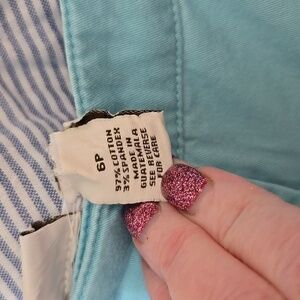 6P
97% COTTON
3% SPANDEX
MADE IN
GUATEMALA
SEE REVERSE
FOR CARE